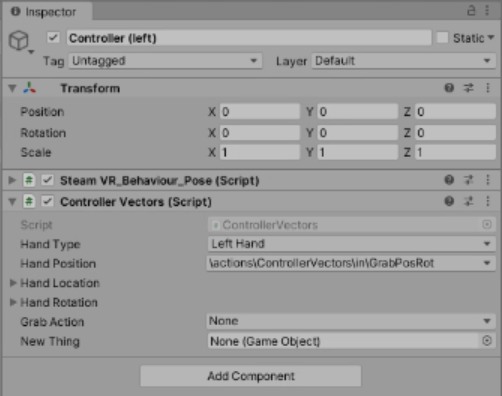 Inspector
Controller (left) Static
Tag Untagged Layer Default
Transform
Position X 0 Y 0 Z 0
Rotation X 0 Y 0 Z 0
Scale X 1 Y 1 Z 1
# Steam VR_Behaviour_Pose (Script)
# Controller Vectors (Script)
Script # ControllerVectors
Hand Type Left Hand
Hand Position \actions\ControllerVectors\in\GrabPosRot
Hand Location
Hand Rotation
Grab Action None
New Thing None (Game Object)
Add Component